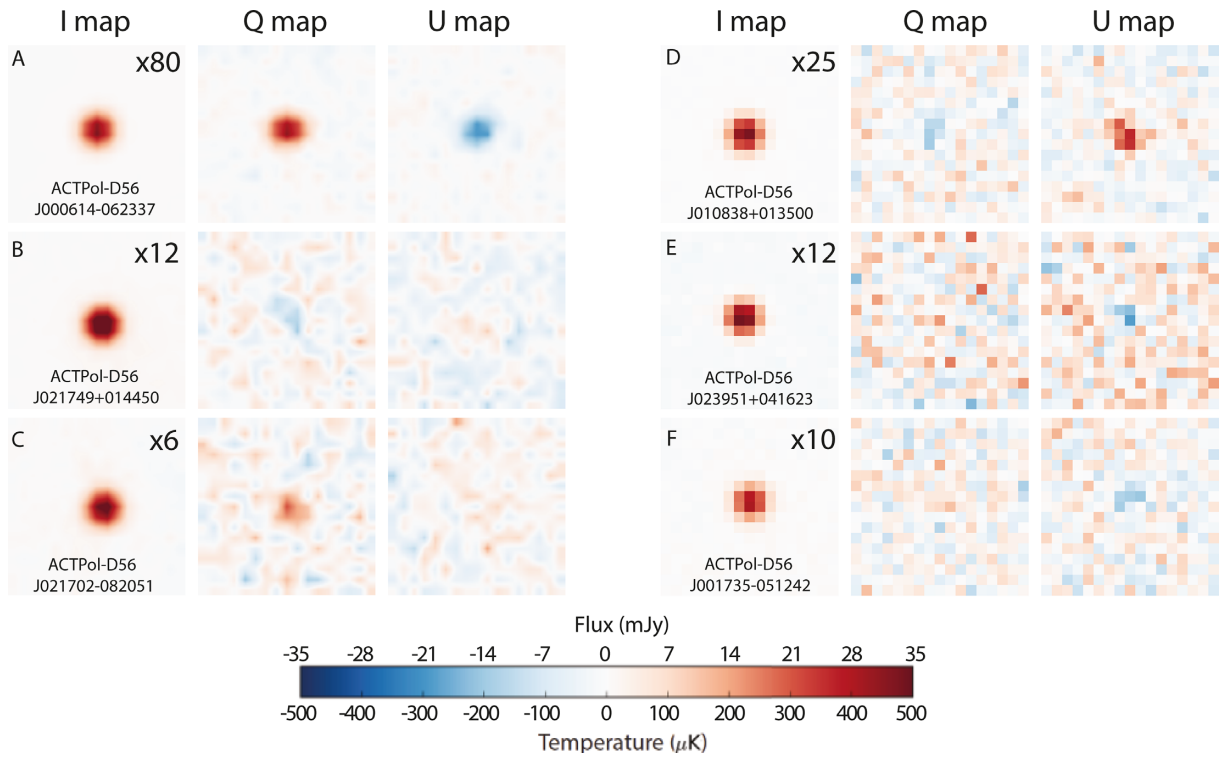 I map Q map U map I map Q map U map
A x80
ACTPol-D56
J000614-062337
D x25
ACTPol-D56
J010838+013500
B x12
ACTPol-D56
J021749+014450
E x12
ACTPol-D56
J023951+041623
C x6
ACTPol-D56
J021702-082051
F x10
ACTPol-D56
J001735-051242
Flux (mJy)
-35 -28 -21 -14 -7 0 7 14 21 28 35
-500 -400 -300 -200 -100 0 100 200 300 400 500
Temperature (μK)